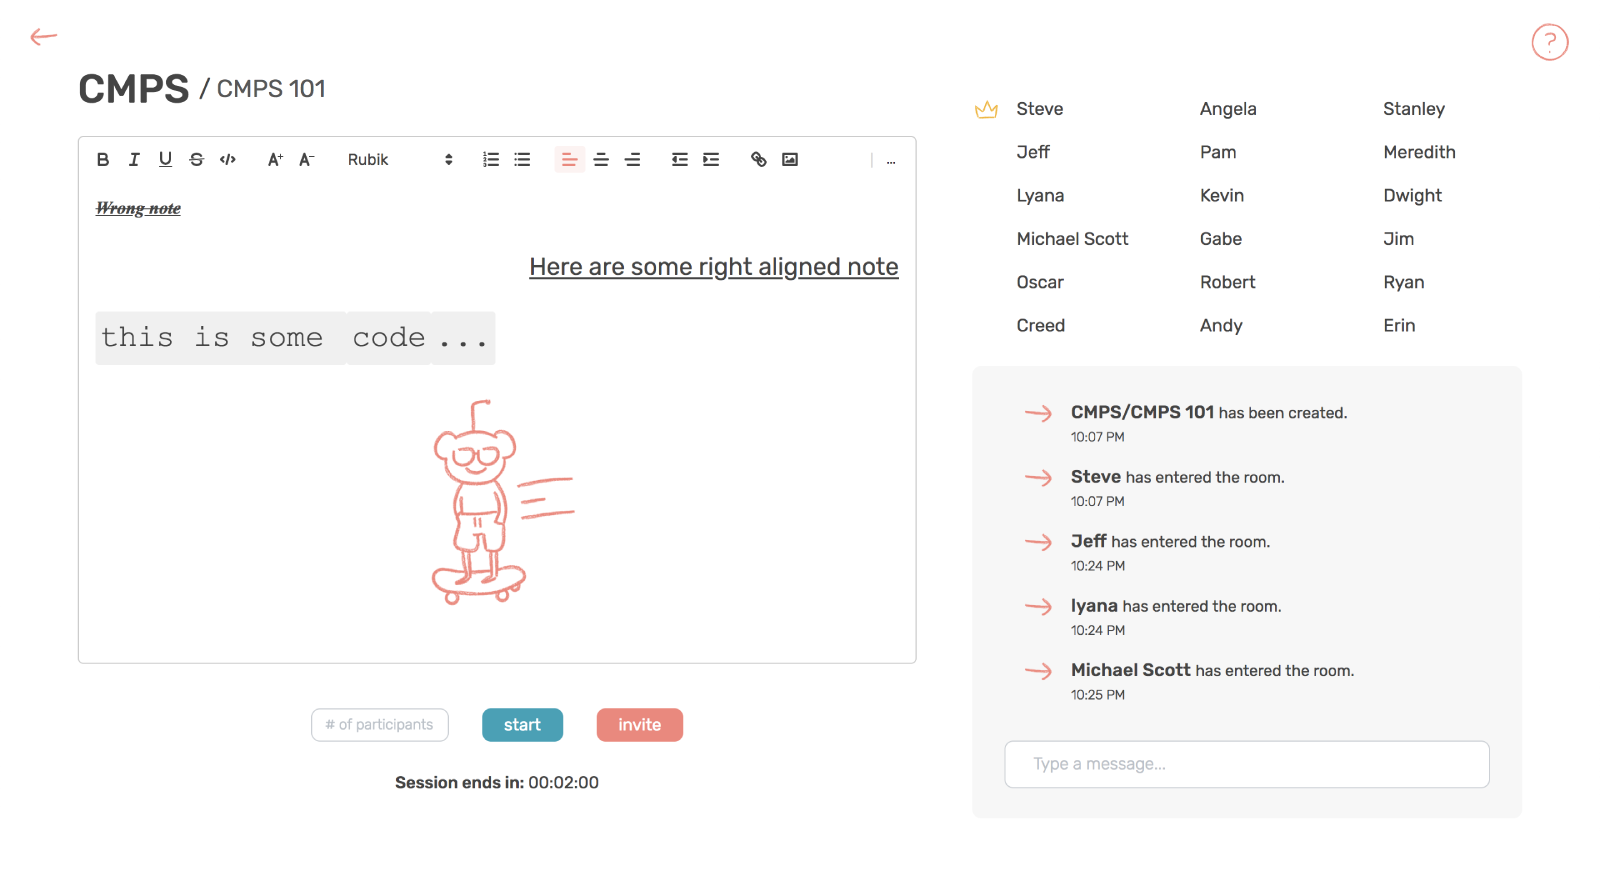 CMPS / CMPS 101
B I U S </> A+ A- Rubik ...
Wrong note
Here are some right aligned note
this is some code...
# of participants start invite
Session ends in: 00:02:00
?
Steve Angela Stanley
Jeff Pam Meredith
Lyana Kevin Dwight
Michael Scott Gabe Jim
Oscar Robert Ryan
Creed Andy Erin
CMPS/CMPS 101 has been created.
10:07 PM
Steve has entered the room.
10:07 PM
Jeff has entered the room.
10:24 PM
lyana has entered the room.
10:24 PM
Michael Scott has entered the room.
10:25 PM
Type a message...